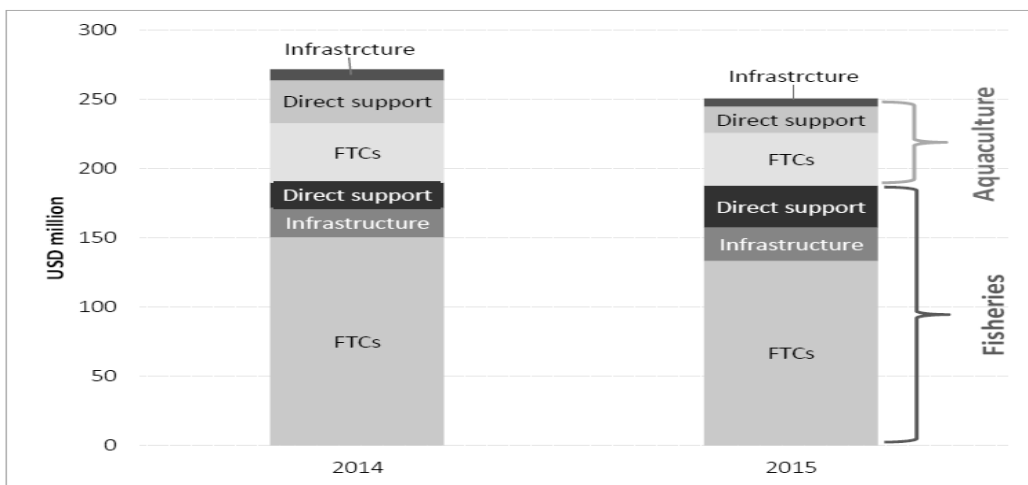 300
250
200
150
100
50
0
USD million
Infrastrcture
Direct support
FTCs
Direct support
Infrastructure
FTCs
2014
Infrastrcture
Direct support
FTCs
Direct support
Infrastructure
FTCs
2015
Aquaculture
Fisheries